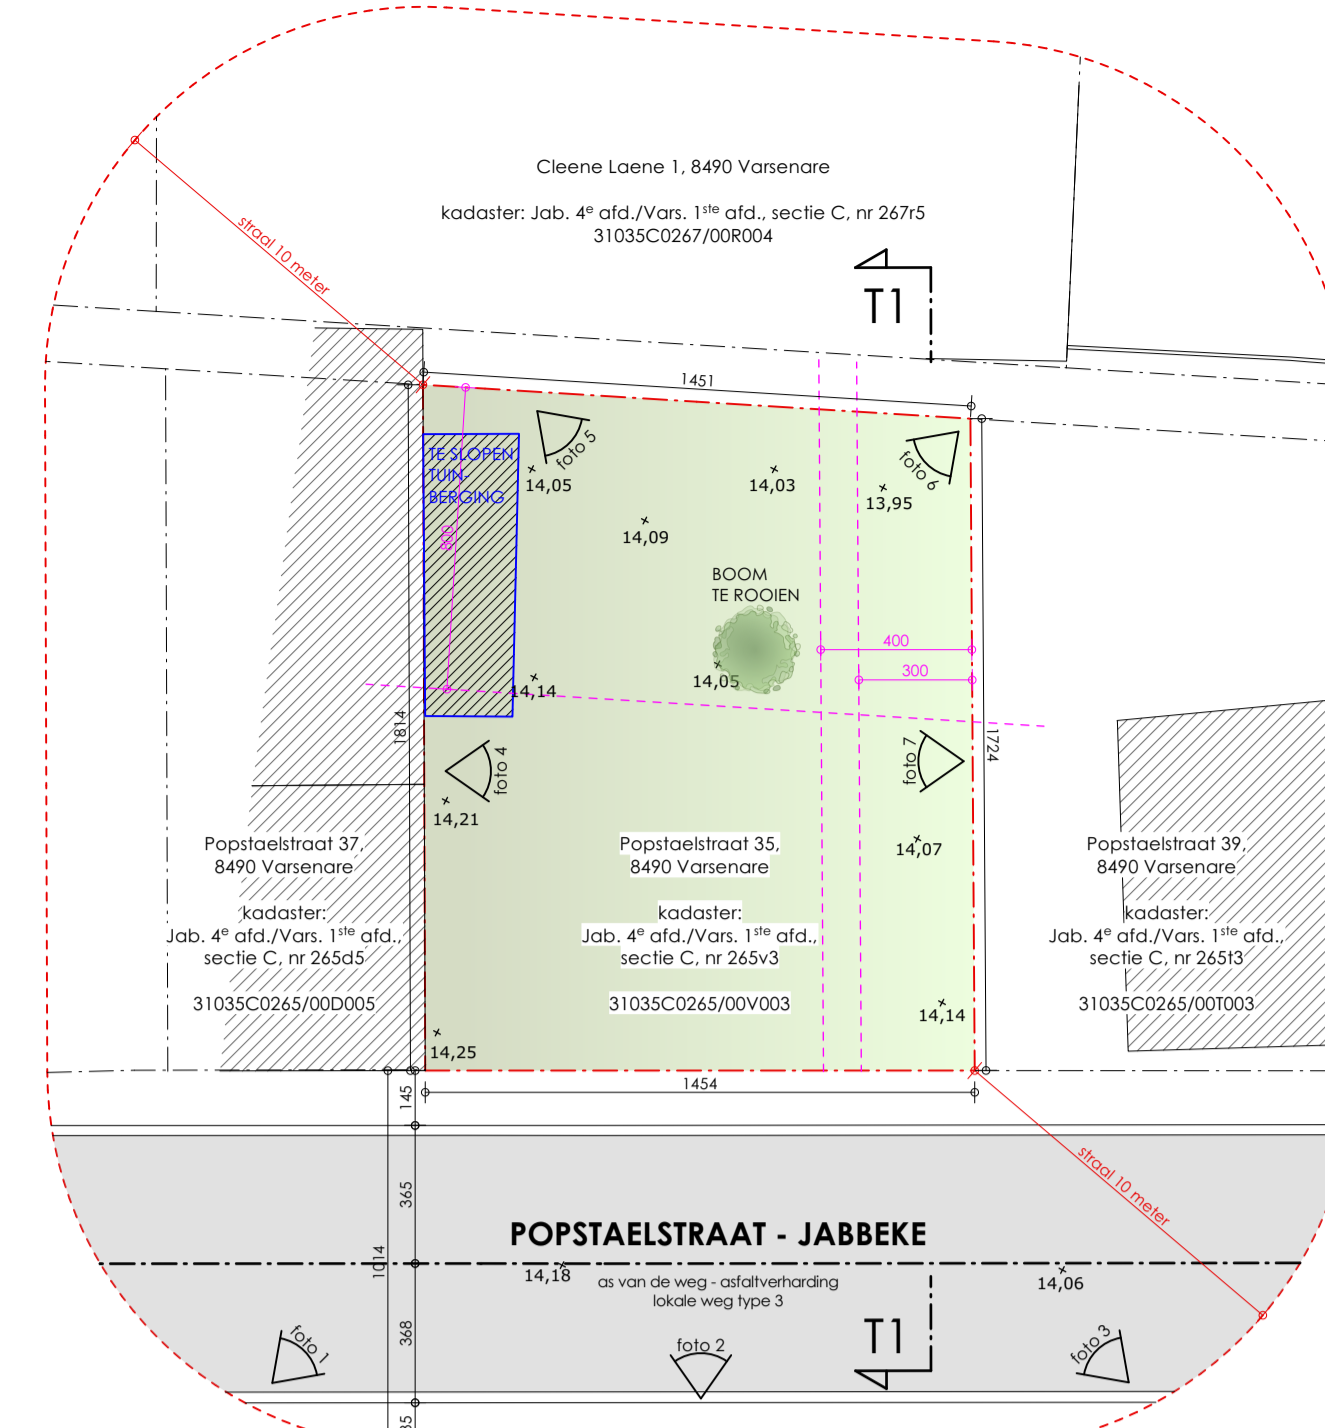 Cleene Laene 1, 8490 Varsenare
kadaster: Jab. 4e afd./Vars. 1ste afd., sectie C, nr 267r5
31035C0267/00R004
straal 10 meter
T1
1451
TE SLOPEN
TUIN-
BERGING
800
foto 5
foto 6
14,05
14,03
13,95
14,09
BOOM
TE ROOIEN
400
300
14,14
14,05
1814
1724
foto 4
foto 7
14,21
14,07
Popstaelstraat 37,
8490 Varsenare
kadaster:
Jab. 4e afd./Vars. 1ste afd.,
sectie C, nr 265d5
31035C0265/00D005
Popstaelstraat 35,
8490 Varsenare
kadaster:
Jab. 4e afd./Vars. 1ste afd.,
sectie C, nr 265v3
31035C0265/00V003
Popstaelstraat 39,
8490 Varsenare
kadaster:
Jab. 4e afd./Vars. 1ste afd.,
sectie C, nr 265t3
31035C0265/00T003
14,14
14,25
1454
145
365
straal 10 meter
POPSTAELSTRAAT - JABBEKE
1014
14,18
as van de weg - asfaltverharding
lokale weg type 3
14,06
368
T1
foto 1
foto 2
foto 3